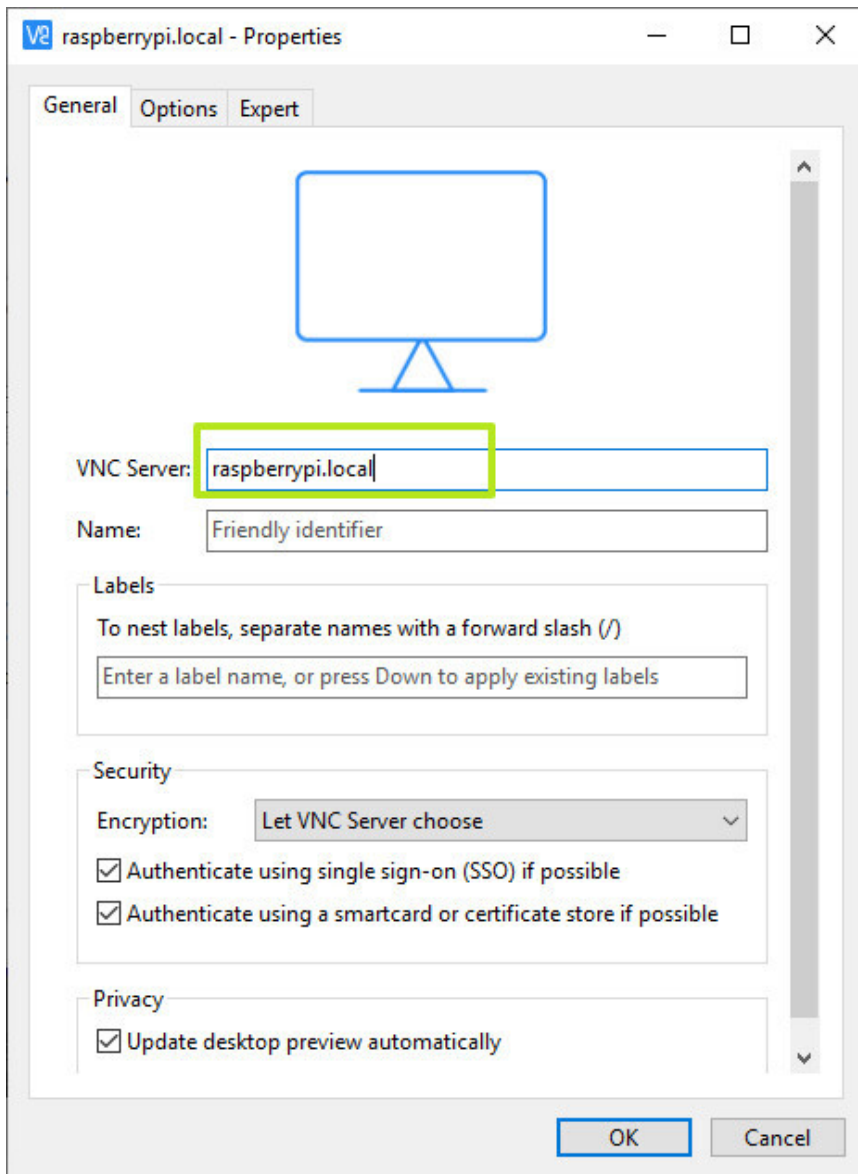 V2 raspberrypi.local - Properties
General Options Expert
VNC Server: raspberrypi.local
Name: Friendly identifier
Labels
To nest labels, separate names with a forward slash (/)
Enter a label name, or press Down to apply existing labels
Security
Encryption: Let VNC Server choose
Authenticate using single sign-on (SSO) if possible
Authenticate using a smartcard or certificate store if possible
Privacy
Update desktop preview automatically
OK Cancel